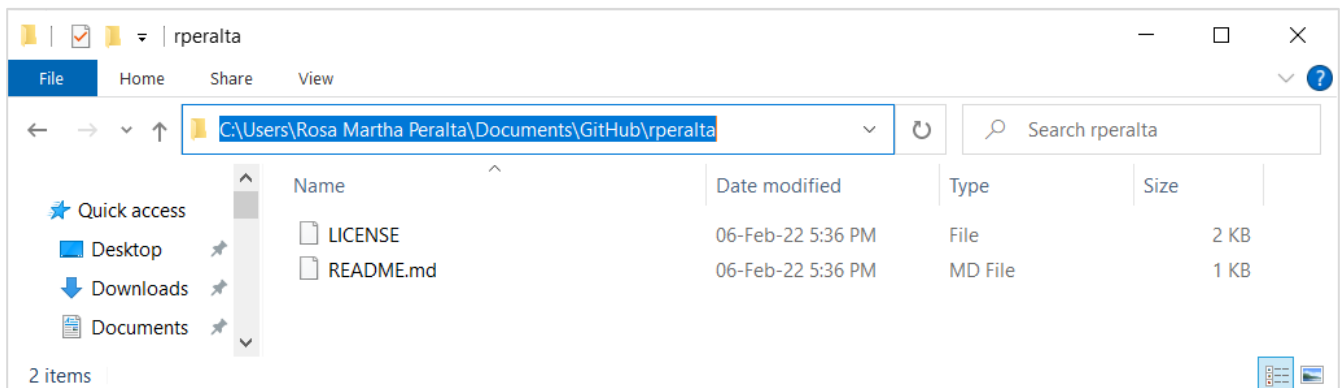 rperalta
File Home Share View ?
C:\Users\Rosa Martha Peralta\Documents\GitHub\rperalta Search rperalta
Name Date modified Type Size
Quick access
LICENSE 06-Feb-22 5:36 PM File 2 KB
Desktop
README.md 06-Feb-22 5:36 PM MD File 1 KB
Downloads
Documents
2 items